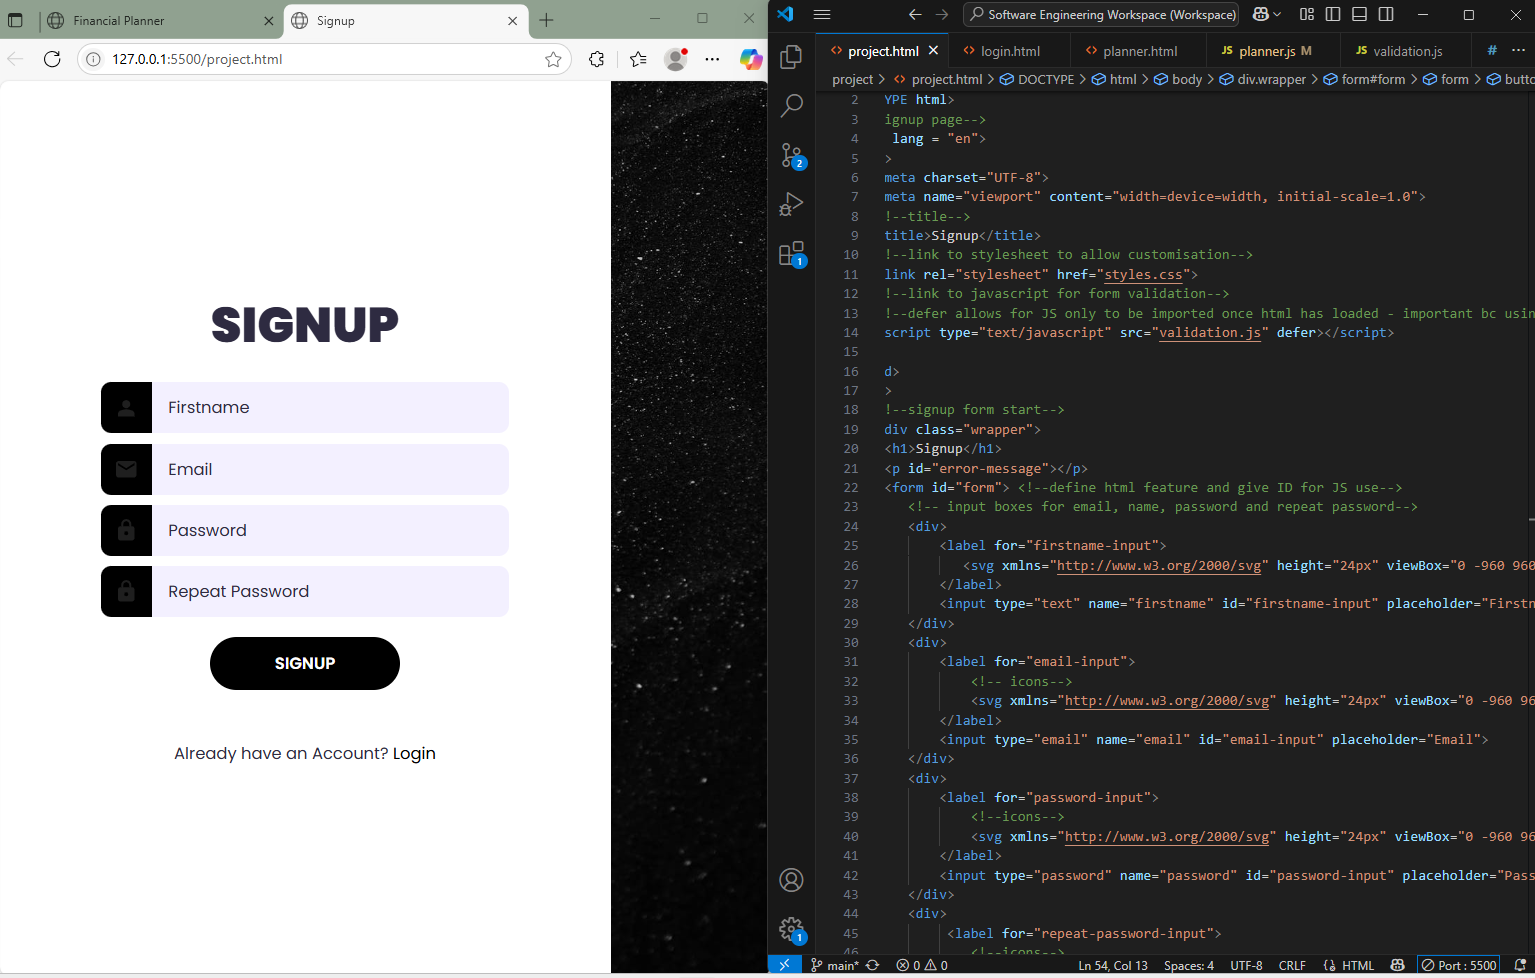 Financial Planner
Signup
127.0.0.1:5500/project.html
SIGNUP
Firstname
Email
Password
Repeat Password
SIGNUP
Already have an Account? Login
Software Engineering Workspace (Workspace)
project.html
login.html
planner.html
JS planner.js M
JS validation.js
#
project > project.html > DOCTYPE > html > body > div.wrapper > form#form > form > butto
2 YPE html>
3 ignup page-->
4 lang = "en">
5 >
6 meta charset="UTF-8">
7 meta name="viewport" content="width=device=width, initial-scale=1.0">
8 !--title-->
9 title>Signup</title>
10 !--link to stylesheet to allow customisation-->
11 link rel="stylesheet" href="styles.css">
12 !--link to javascript for form validation-->
13 !--defer allows for JS only to be imported once html has loaded - important bc usin
14 script type="text/javascript" src="validation.js" defer></script>
15
16 d>
17 >
18 !--signup form start-->
19 div class="wrapper">
20 <h1>Signup</h1>
21 <p id="error-message"></p>
22 <form id="form"> <!--define html feature and give ID for JS use-->
23 <!-- input boxes for email, name, password and repeat password-->
24 <div>
25 <label for="firstname-input">
26 <svg xmlns="http://www.w3.org/2000/svg" height="24px" viewBox="0 -960 960
27 </label>
28 <input type="text" name="firstname" id="firstname-input" placeholder="Firstn
29 </div>
30 <div>
31 <label for="email-input">
32 <!-- icons-->
33 <svg xmlns="http://www.w3.org/2000/svg" height="24px" viewBox="0 -960 96
34 </label>
35 <input type="email" name="email" id="email-input" placeholder="Email">
36 </div>
37 <div>
38 <label for="password-input">
39 <!--icons-->
40 <svg xmlns="http://www.w3.org/2000/svg" height="24px" viewBox="0 -960 96
41 </label>
42 <input type="password" name="password" id="password-input" placeholder="Pass
43 </div>
44 <div>
45 <label for="repeat-password-input">
46 <!--icons-->
2
1
1
main* 0 0 Ln 54, Col 13 Spaces: 4 UTF-8 CRLF {} HTML Port : 5500